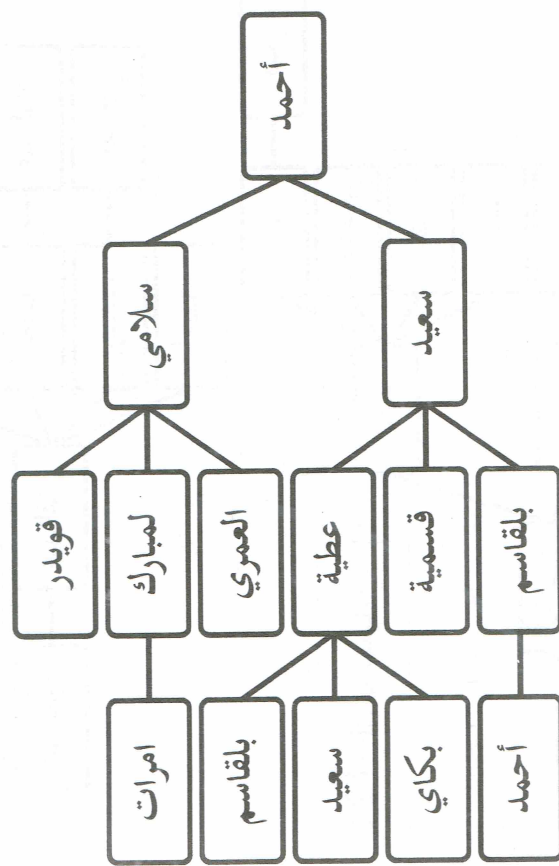 أحمد
سعيد
سلامي
بلقاسم
قسمية
عطية
العمري
لمبارك
قويدر
أحمد
بكاي
سعيد
بلقاسم
امرات